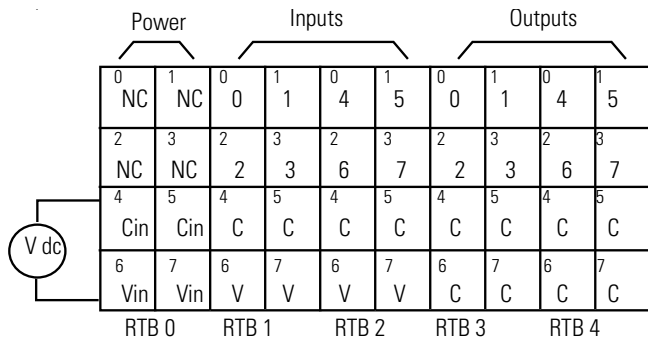 Power Inputs Outputs
0 1 0 1 0 1 0 1 0 1
NC NC 0 1 4 5 0 1 4 5
2 3 2 3 2 3 2 3 2 3
NC NC 2 3 6 7 2 3 6 7
4 5 4 5 4 5 4 5 4 5
Cin Cin C C C C C C C C
V dc
6 7 6 7 6 7 6 7 6 7
Vin Vin V V V V C C C C
RTB 0 RTB 1 RTB 2 RTB 3 RTB 4